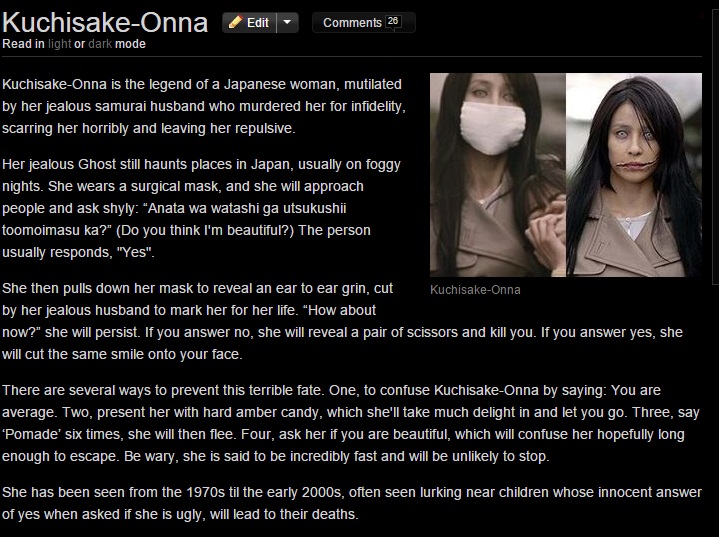 Kuchisake-Onna Edit Comments 26
Read in light or dark mode
Kuchisake-Onna is the legend of a Japanese woman, mutilated
by her jealous samurai husband who murdered her for infidelity,
scarring her horribly and leaving her repulsive.
Her jealous Ghost still haunts places in Japan, usually on foggy
nights. She wears a surgical mask, and she will approach
people and ask shyly: “Anata wa watashi ga utsukushii
toomoimasu ka?” (Do you think I'm beautiful?) The person
usually responds, "Yes".
Kuchisake-Onna
She then pulls down her mask to reveal an ear to ear grin, cut
by her jealous husband to mark her for her life. “How about
now?” she will persist. If you answer no, she will reveal a pair of scissors and kill you. If you answer yes, she
will cut the same smile onto your face.
There are several ways to prevent this terrible fate. One, to confuse Kuchisake-Onna by saying: You are
average. Two, present her with hard amber candy, which she'll take much delight in and let you go. Three, say
‘Pomade’ six times, she will then flee. Four, ask her if you are beautiful, which will confuse her hopefully long
enough to escape. Be wary, she is said to be incredibly fast and will be unlikely to stop.
She has been seen from the 1970s til the early 2000s, often seen lurking near children whose innocent answer
of yes when asked if she is ugly, will lead to their deaths.